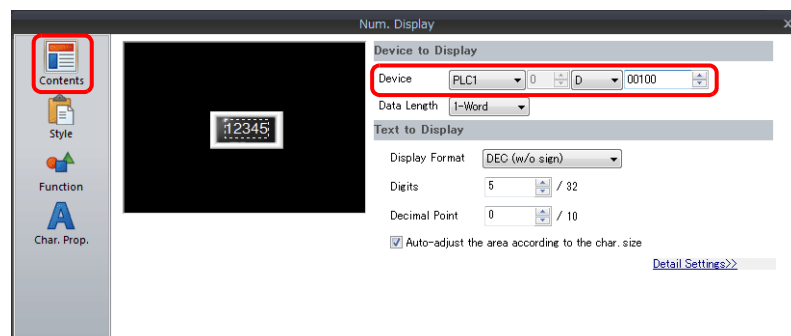 Num. Display
x
Contents
Style
Function
Char. Prop.
12345
Device to Display
Device PLC1 0 D 00100
Data Length 1-Word
Text to Display
Display Format DEC (w/o sign)
Digits 5 / 32
Decimal Point 0 / 10
Auto-adjust the area according to the char. size
Detail Settings>>